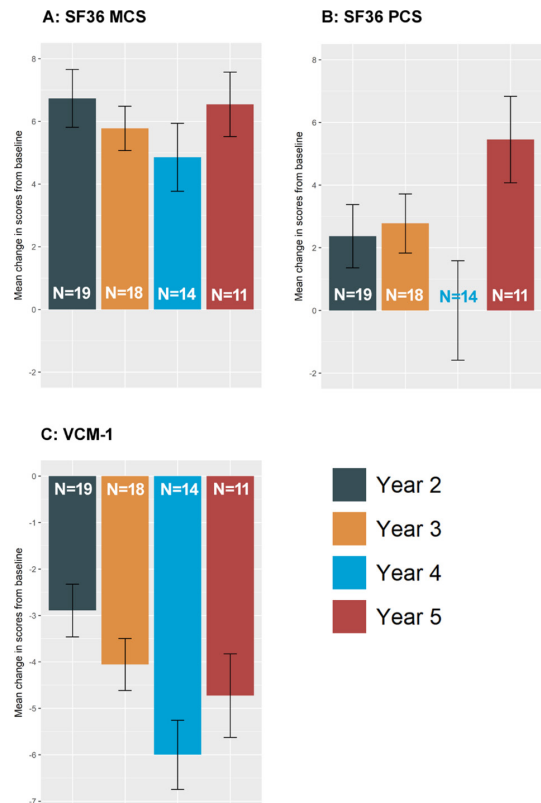 A: SF36 MCS
Mean change in scores from baseline
8
6
4
2
0
-2
N=19
N=18
N=14
N=11
B: SF36 PCS
Mean change in scores from baseline
8
6
4
2
0
-2
N=19
N=18
N=14
N=11
C: VCM-1
Mean change in scores from baseline
0
-1
-2
-3
-4
-5
-6
-7
N=19
N=18
N=14
N=11
Year 2
Year 3
Year 4
Year 5